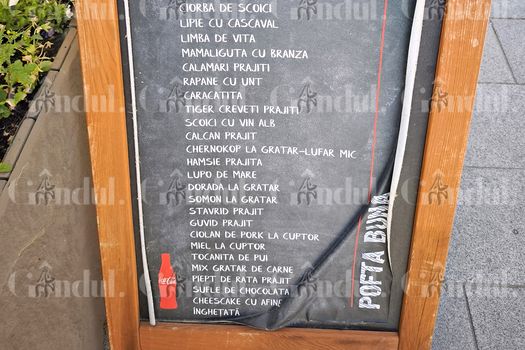 CIORBA DE SCOICI
LIPIE CU CASCAVAL
LIMBA DE VITA
MAMALIGUTA CU BRANZA
CALAMARI PRAJITI
RAPANE CU UNT
CARACATITA
TIGER CREVETI PRAJITI
SCOICI CU VIN ALB
CALCAN PRAJIT
CHERNOKOP LA GRATAR-LUFAR MIC
HAMSIE PRAJITA
LUPO DE MARE
DORADA LA GRATAR
SOMON LA GRATAR
STAVRID PRAJIT
GUVID PRAJIT
CIOLAN DE PORK LA CUPTOR
MIEL LA CUPTOR
TOCANITA DE PUI
MIX GRATAR DE CARNE
PIEPT DE RATA PRAJIT
SUFLE DE CHOCOLATA
CHEESCAKE CU AFINE
ÎNGHETATĂ
POFTA BUNA
Coca-Cola
Gândul.